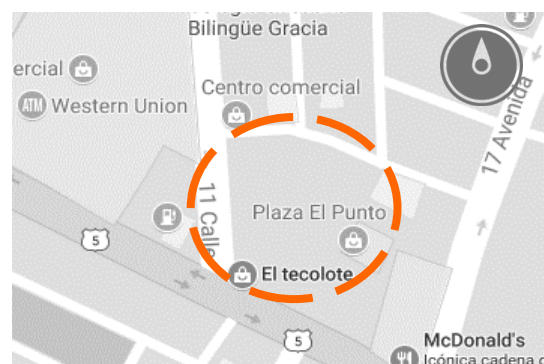 Bilingüe Gracia
ercial
Centro comercial
ATM Western Union
17 Avenida
11 Calle
Plaza El Punto
5
El tecolote
5
McDonald's
Icónica cadena d